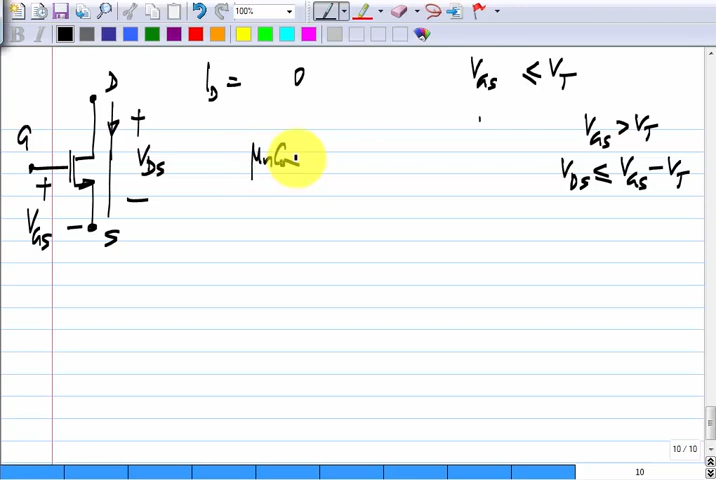 100%
B I U
D
I_D = 0
V_GS ≤ V_T
G
+
V_GS > V_T
V_DS
μnCo
V_DS ≤ V_GS − V_T
+
−
V_GS −
S
10 / 10
10